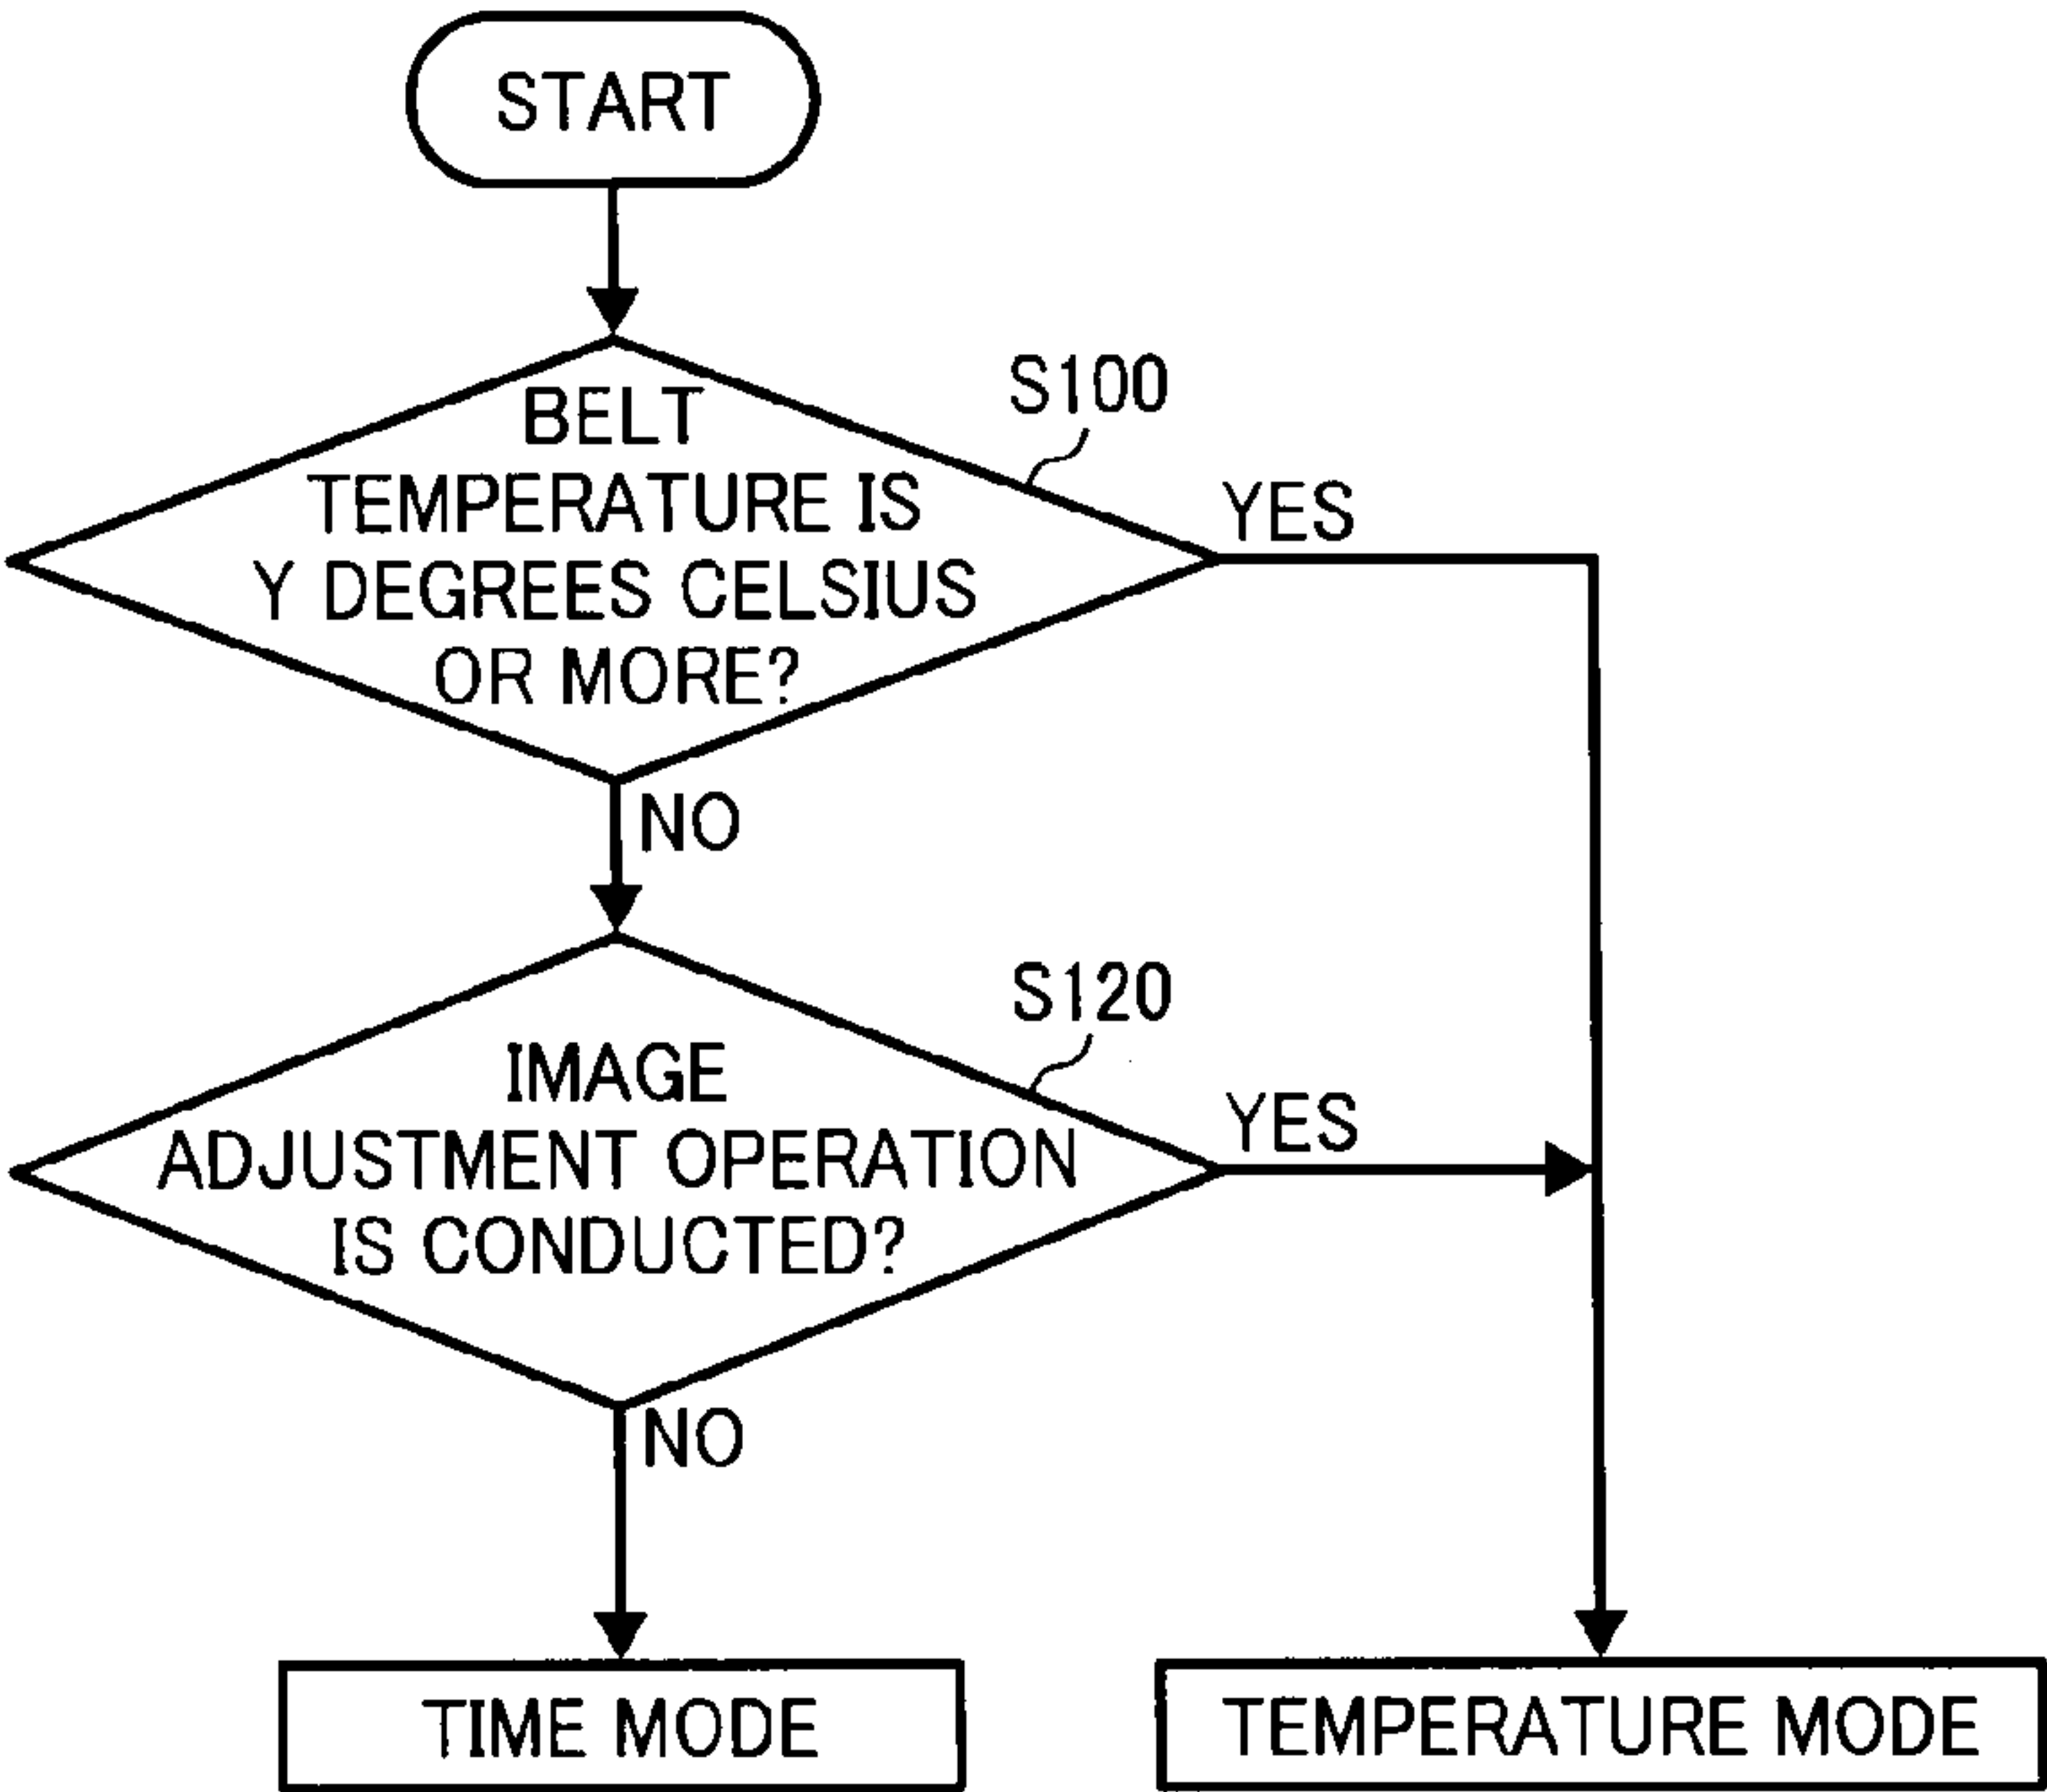 START
S100
BELT
TEMPERATURE IS
Y DEGREES CELSIUS
OR MORE?
YES
NO
S120
IMAGE
ADJUSTMENT OPERATION
IS CONDUCTED?
YES
NO
TIME MODE
TEMPERATURE MODE